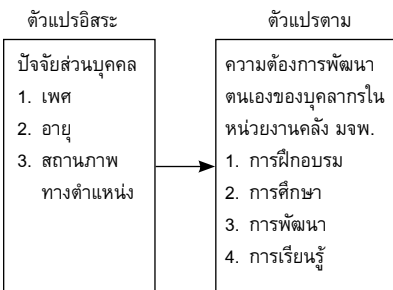 ตัวแปรอิสระ
ปัจจัยส่วนบุคคล
1. เพศ
2. อายุ
3. สถานภาพ
ทางตำแหน่ง
ตัวแปรตาม
ความต้องการพัฒนา
ตนเองของบุคลากรใน
หน่วยงานคลัง มจพ.
1. การฝึกอบรม
2. การศึกษา
3. การพัฒนา
4. การเรียนรู้